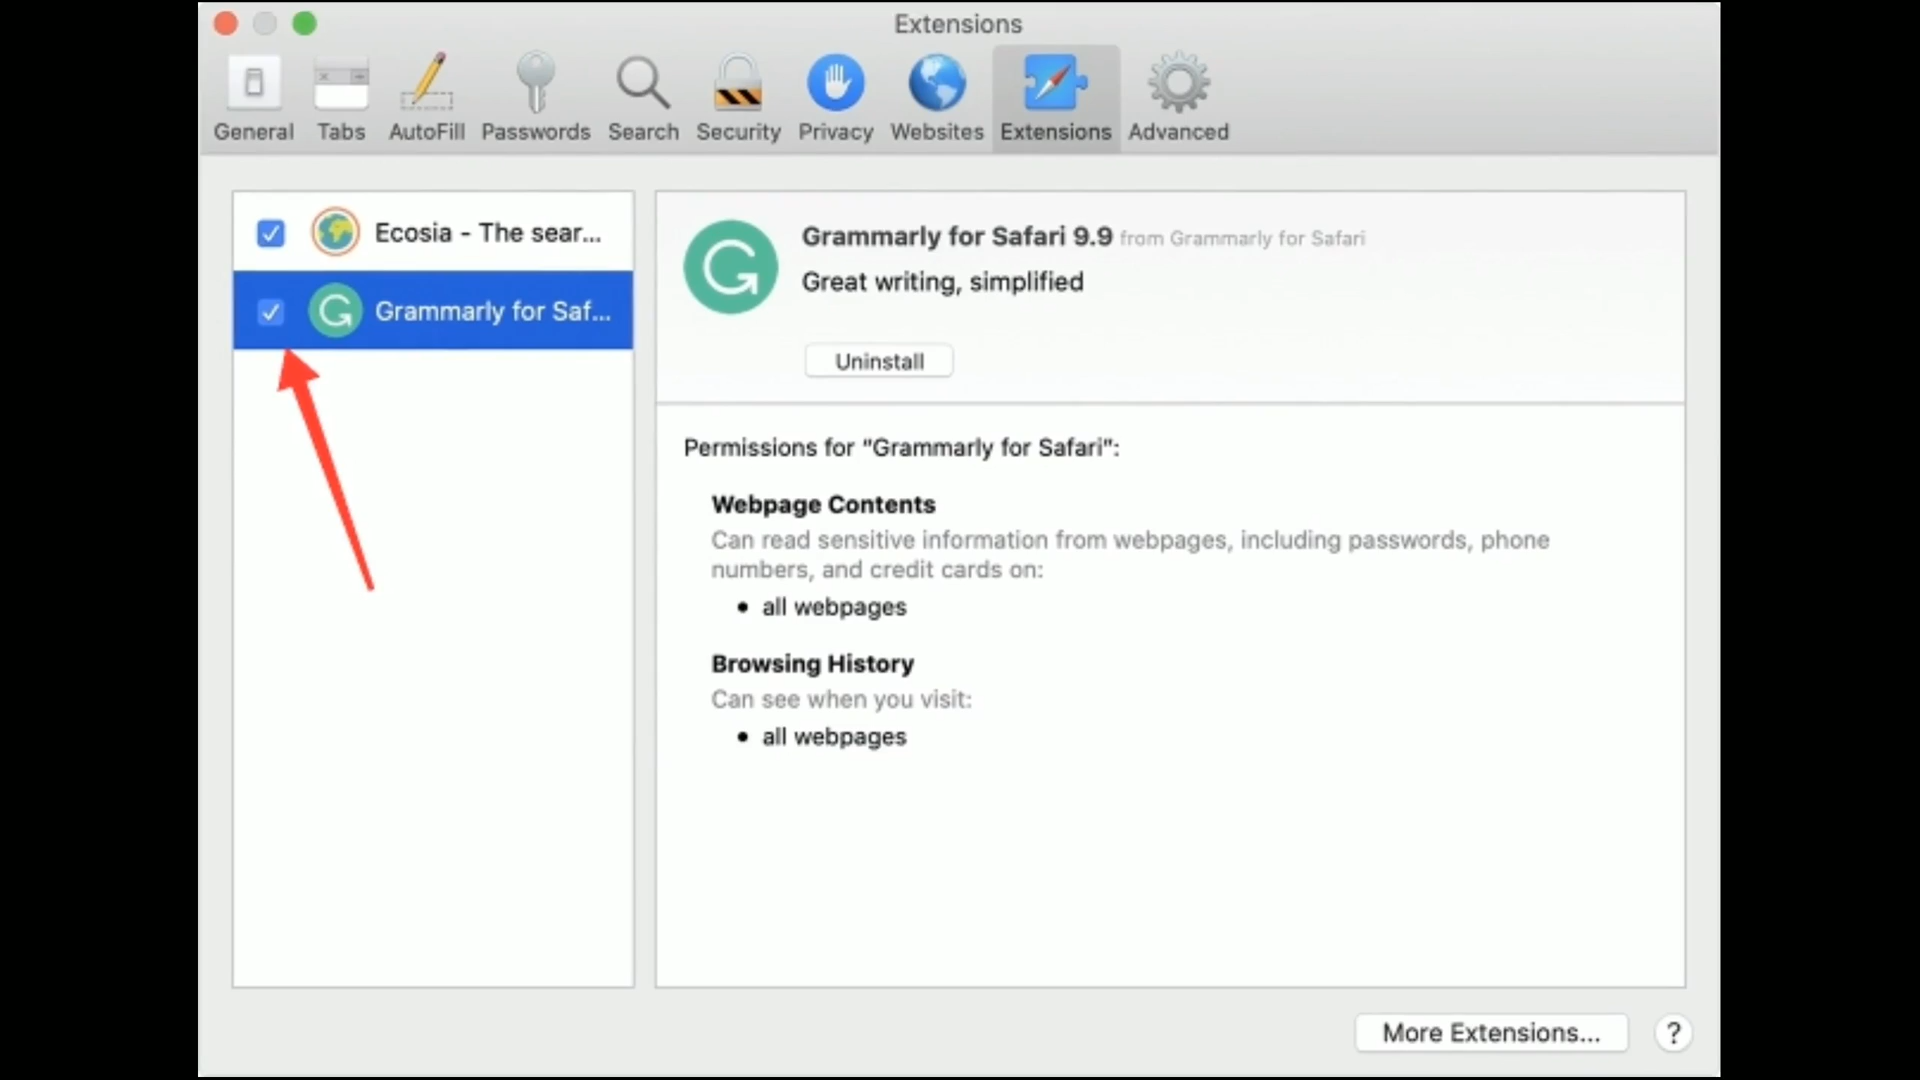 Extensions
General Tabs AutoFill Passwords Search Security Privacy Websites Extensions Advanced
Ecosia - The sear...
Grammarly for Saf...
Grammarly for Safari 9.9 from Grammarly for Safari
Great writing, simplified
Uninstall
Permissions for "Grammarly for Safari":
Webpage Contents
Can read sensitive information from webpages, including passwords, phone
numbers, and credit cards on:
• all webpages
Browsing History
Can see when you visit:
• all webpages
More Extensions... ?